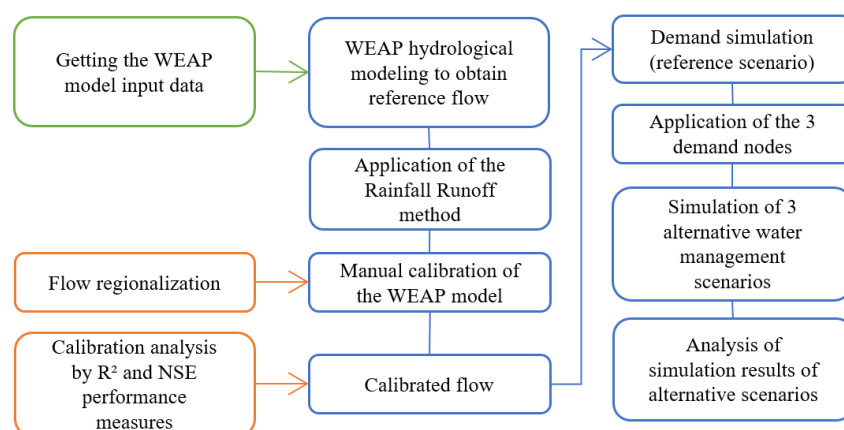 Getting the WEAP
model input data
WEAP hydrological
modeling to obtain
reference flow
Application of the
Rainfall Runoff
method
Flow regionalization
Manual calibration of
the WEAP model
Calibration analysis
by R² and NSE
performance
measures
Calibrated flow
Demand simulation
(reference scenario)
Application of the 3
demand nodes
Simulation of 3
alternative water
management
scenarios
Analysis of
simulation results of
alternative scenarios